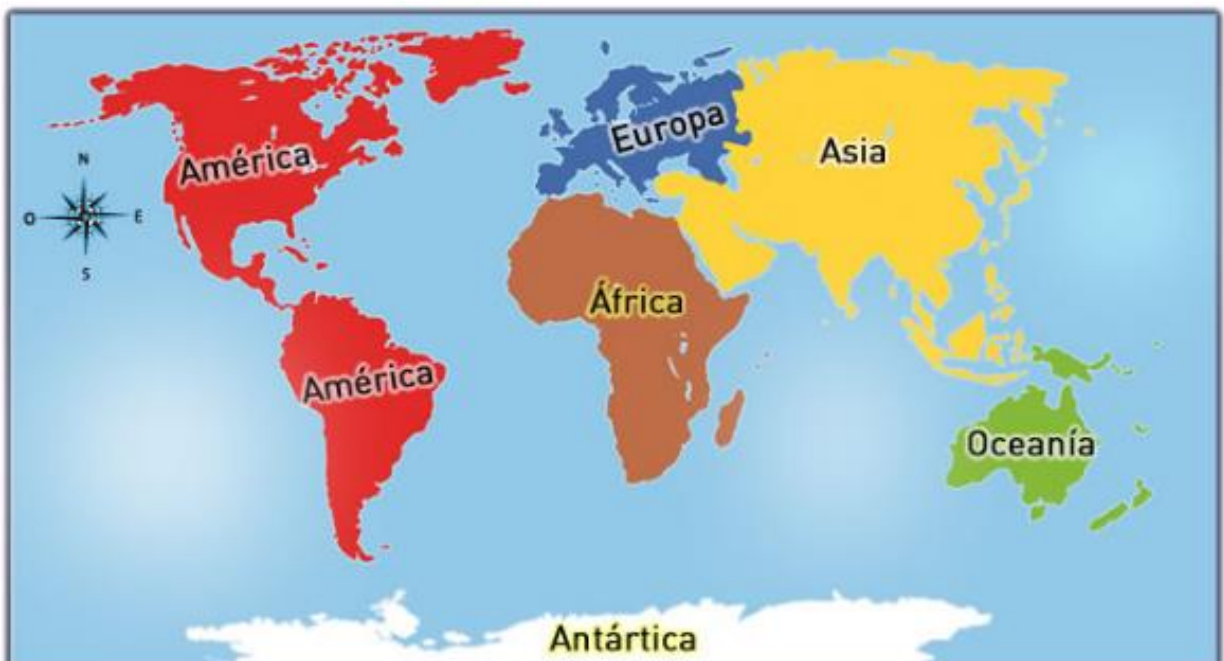 Europa
Asia
América
N
O
E
S
África
América
Oceanía
Antártica